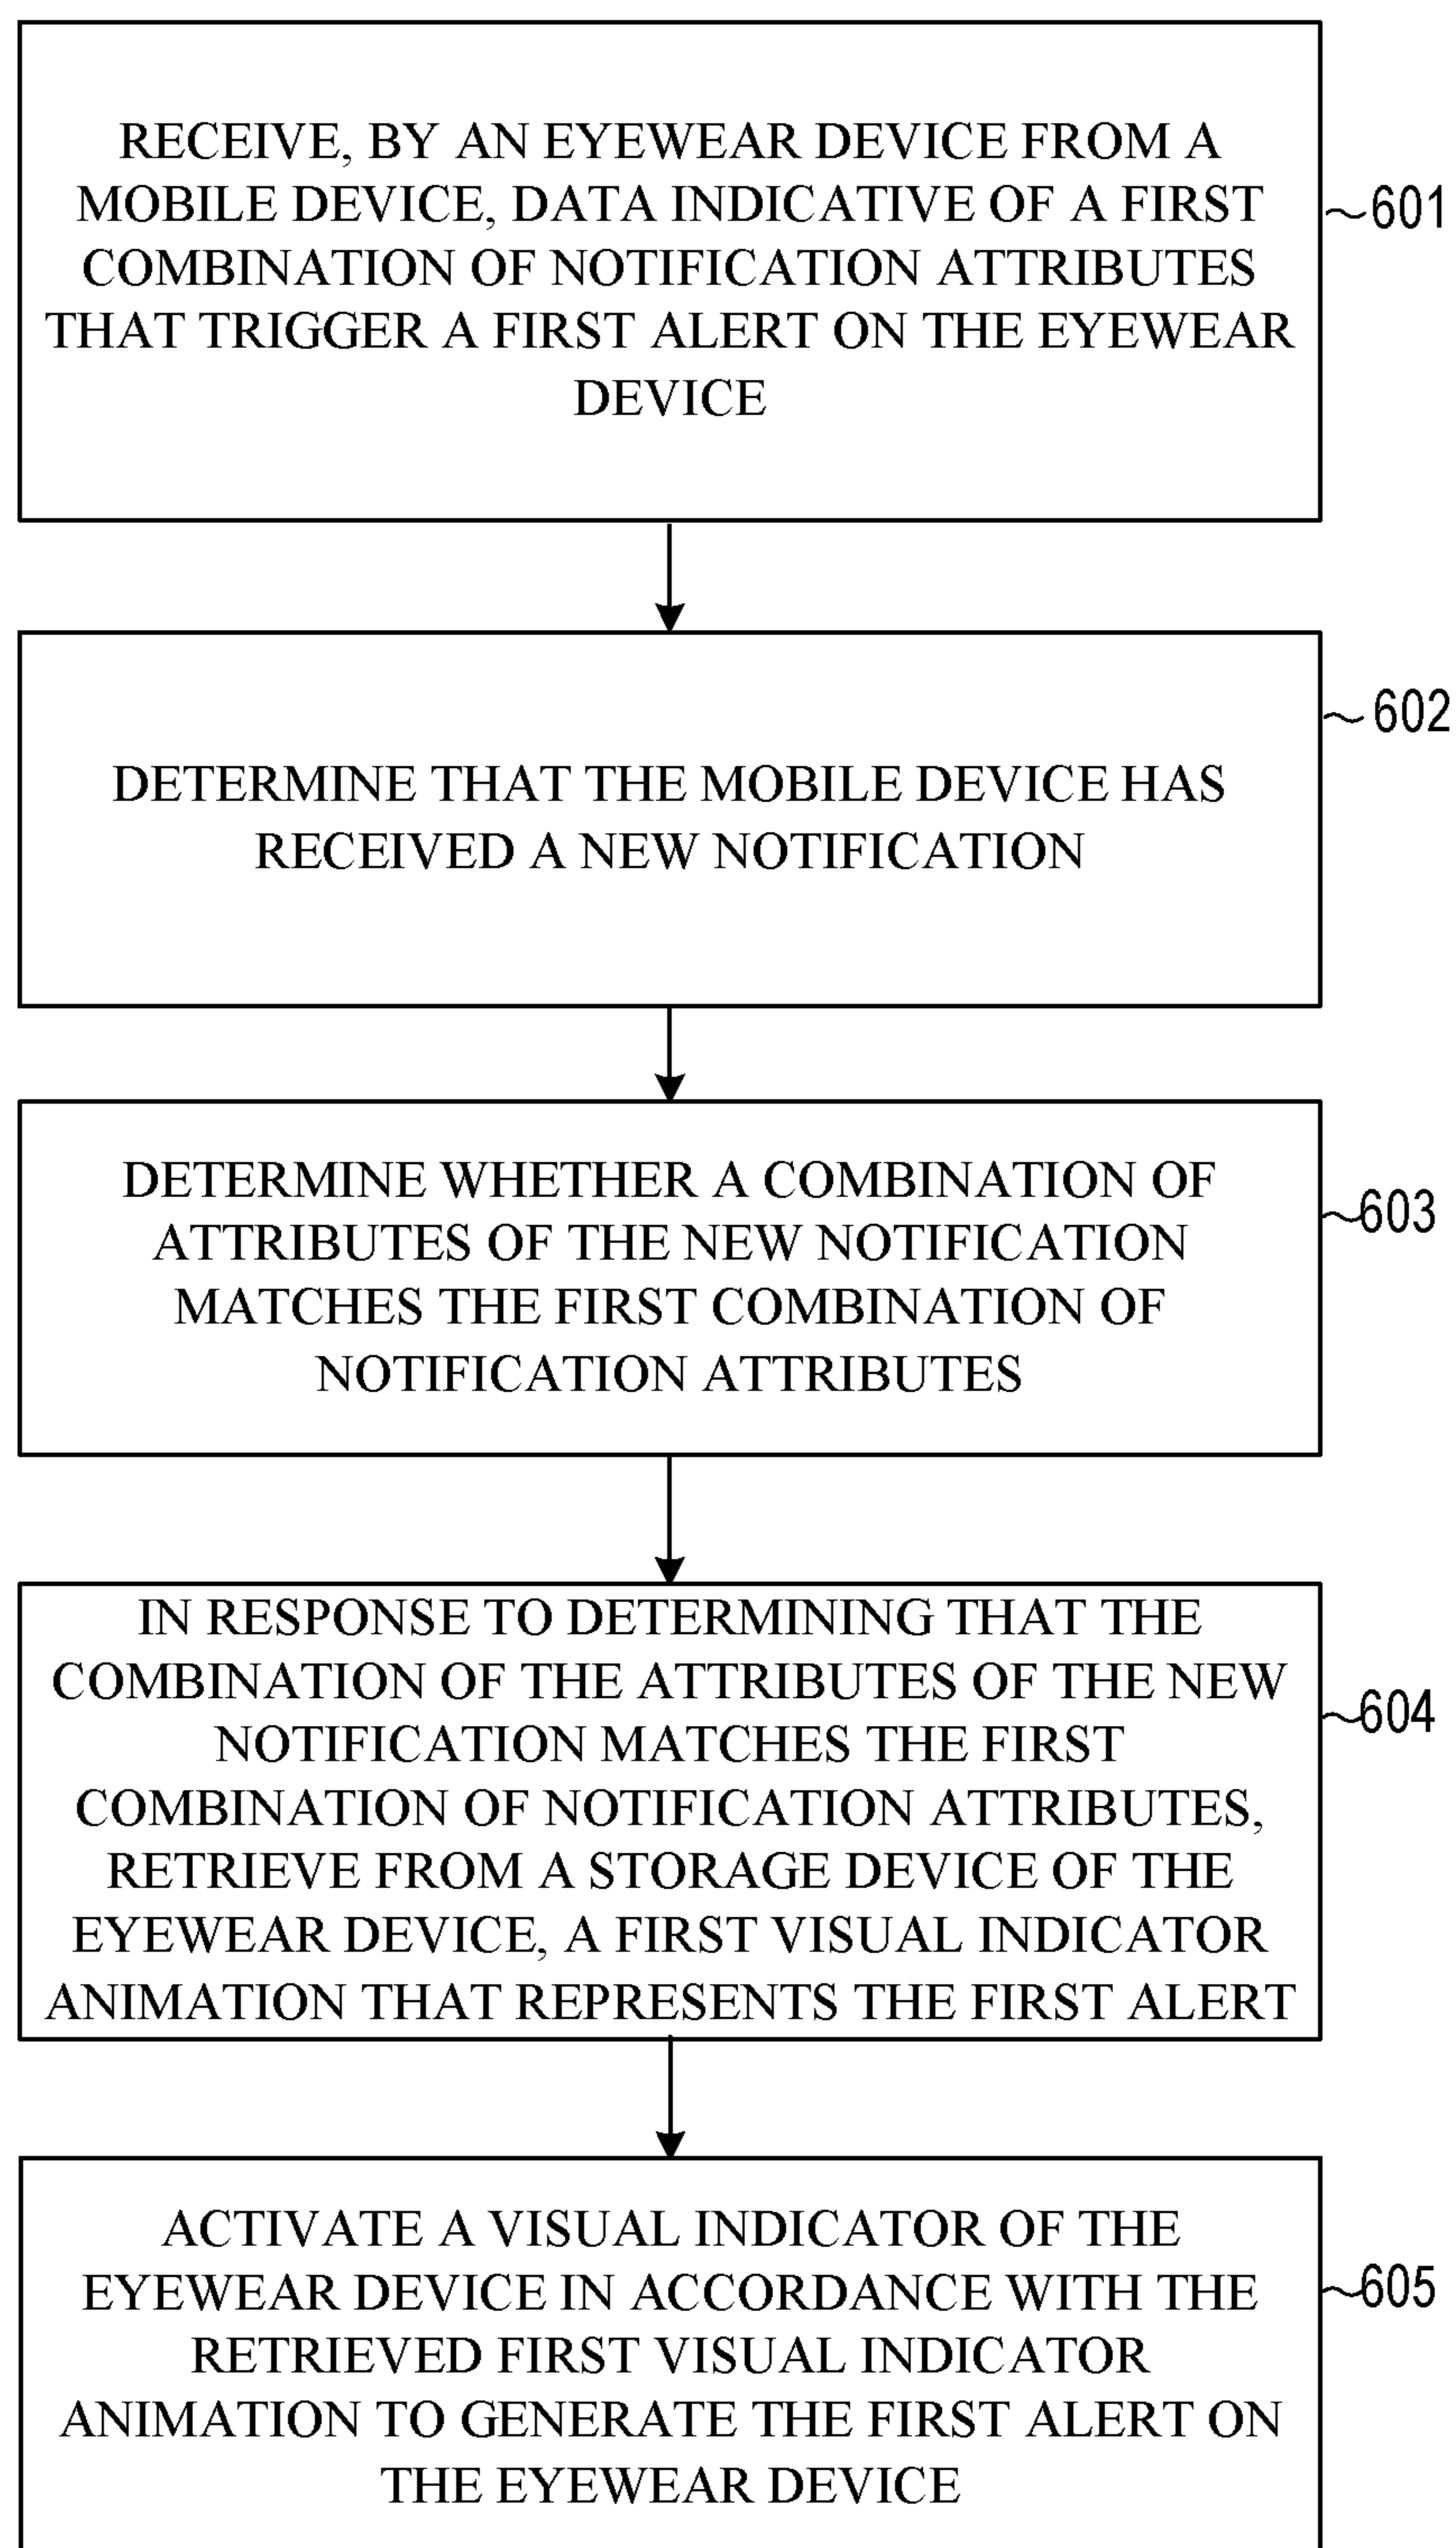 RECEIVE, BY AN EYEWEAR DEVICE FROM A
MOBILE DEVICE, DATA INDICATIVE OF A FIRST
COMBINATION OF NOTIFICATION ATTRIBUTES
THAT TRIGGER A FIRST ALERT ON THE EYEWEAR
DEVICE
601
DETERMINE THAT THE MOBILE DEVICE HAS
RECEIVED A NEW NOTIFICATION
602
DETERMINE WHETHER A COMBINATION OF
ATTRIBUTES OF THE NEW NOTIFICATION
MATCHES THE FIRST COMBINATION OF
NOTIFICATION ATTRIBUTES
603
IN RESPONSE TO DETERMINING THAT THE
COMBINATION OF THE ATTRIBUTES OF THE NEW
NOTIFICATION MATCHES THE FIRST
COMBINATION OF NOTIFICATION ATTRIBUTES,
RETRIEVE FROM A STORAGE DEVICE OF THE
EYEWEAR DEVICE, A FIRST VISUAL INDICATOR
ANIMATION THAT REPRESENTS THE FIRST ALERT
604
ACTIVATE A VISUAL INDICATOR OF THE
EYEWEAR DEVICE IN ACCORDANCE WITH THE
RETRIEVED FIRST VISUAL INDICATOR
ANIMATION TO GENERATE THE FIRST ALERT ON
THE EYEWEAR DEVICE
605